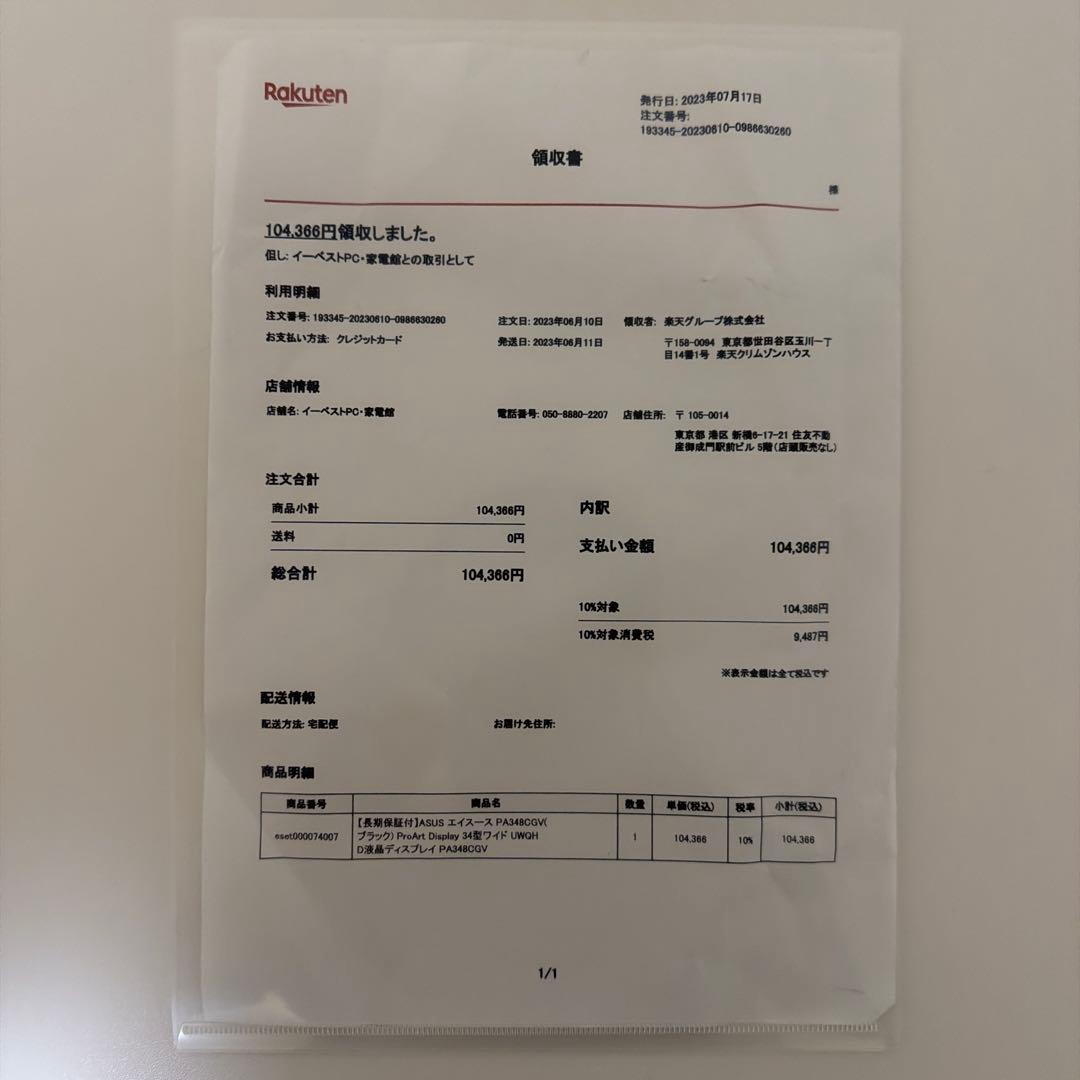 Rakuten
発行日: 2023年07月17日
注文番号:
193345-20230610-0986630260
領収書
様
104,366円領収しました。
但し: イーベストPC・家電館との取引として
利用明細
注文番号: 193345-20230610-0986630260 注文日: 2023年06月10日 領収者: 楽天グループ株式会社
お支払い方法: クレジットカード 発送日: 2023年06月11日 〒158-0094 東京都世田谷区玉川一丁
目14番1号 楽天クリムゾンハウス
店舗情報
店舗名: イーベストPC・家電館 電話番号: 050-8880-2207 店舗住所: 〒 105-0014
東京都 港区 新橋6-17-21 住友不動
産御成門駅前ビル 5階(店頭販売なし)
注文合計
商品小計 104,366円
送料 0円
総合計 104,366円
内訳
支払い金額 104,366円
10%対象 104,366円
10%対象消費税 9,487円
※表示金額は全て税込です
配送情報
配送方法: 宅配便 お届け先住所:
商品明細
商品番号 商品名 数量 単価(税込) 税率 小計(税込)
eset000074007 【長期保証付】ASUS エイスース PA348CGV( 1 104,366 10% 104,366
ブラック) ProArt Display 34型ワイド UWQH
D液晶ディスプレイ PA348CGV
1/1